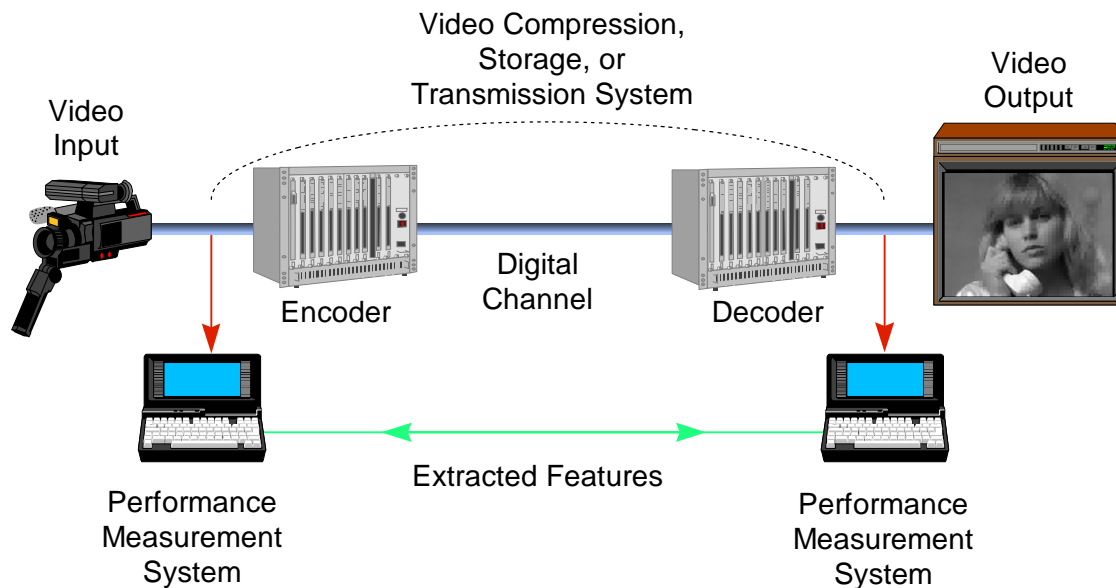 Video Compression,
Storage, or
Transmission System
Video
Input
Video
Output
Encoder
Digital
Channel
Decoder
Extracted Features
Performance
Measurement
System
Performance
Measurement
System